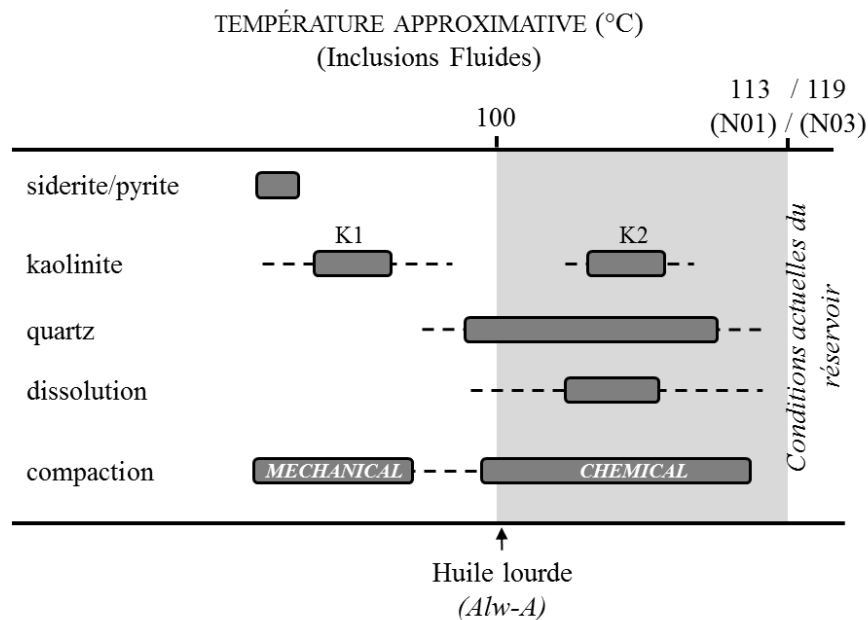 TEMPÉRATURE APPROXIMATIVE (°C)
(Inclusions Fluides)
113 / 119
100
(N01) / (N03)
siderite/pyrite
K1
K2
kaolinite
quartz
dissolution
compaction
MECHANICAL
CHEMICAL
Conditions actuelles du
réservoir
Huile lourde
(Alw-A)